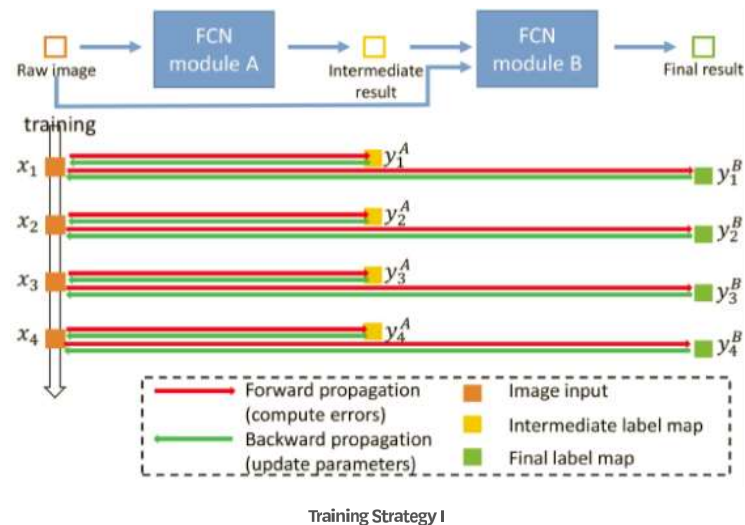 FCN
module A
FCN
module B
Raw image
Intermediate
result
Final result
training
x₁
y₁ᴬ
y₁ᴮ
x₂
y₂ᴬ
y₂ᴮ
x₃
y₃ᴬ
y₃ᴮ
x₄
y₄ᴬ
y₄ᴮ
Forward propagation
(compute errors)
Backward propagation
(update parameters)
Image input
Intermediate label map
Final label map
Training Strategy I